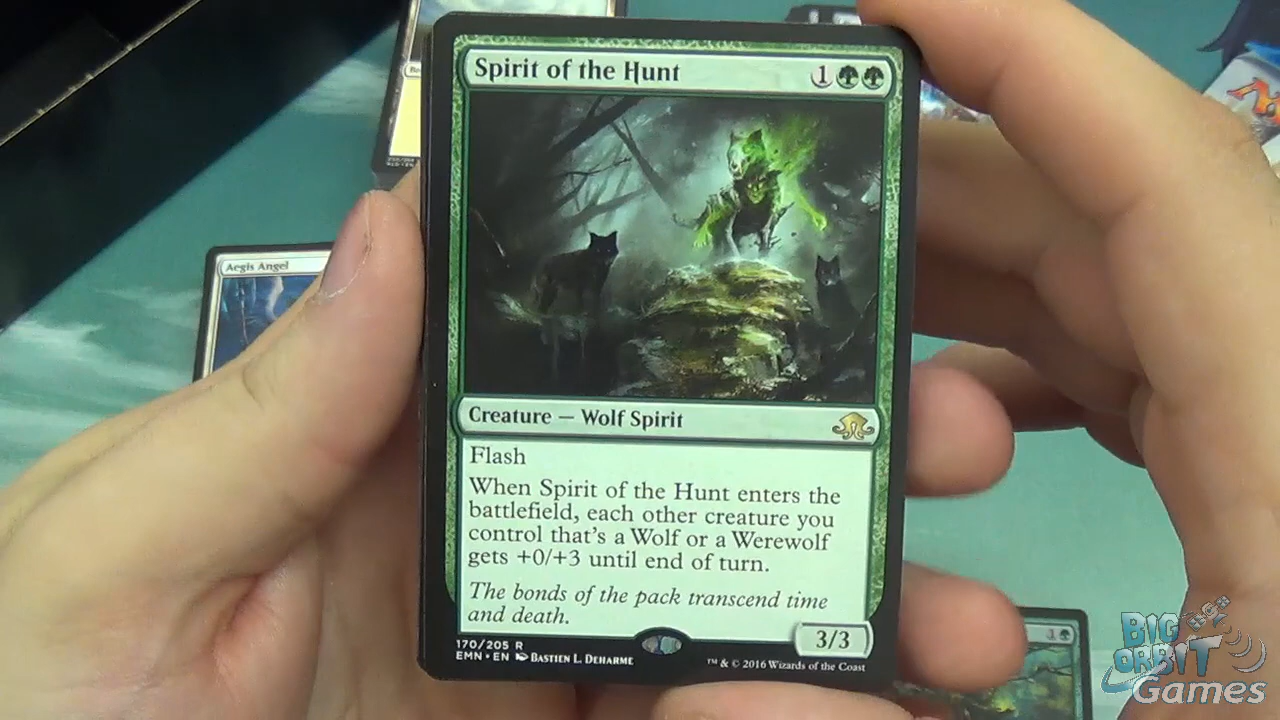 Spirit of the Hunt
1
Creature — Wolf Spirit
Flash
When Spirit of the Hunt enters the
battlefield, each other creature you
control that's a Wolf or a Werewolf
gets +0/+3 until end of turn.
The bonds of the pack transcend time
and death.
3/3
170/205 R
EMN • EN BASTIEN L. DEHARME
™ & © 2016 Wizards of the Coast
Aegis Angel
1
BIG
ORBIT
Games